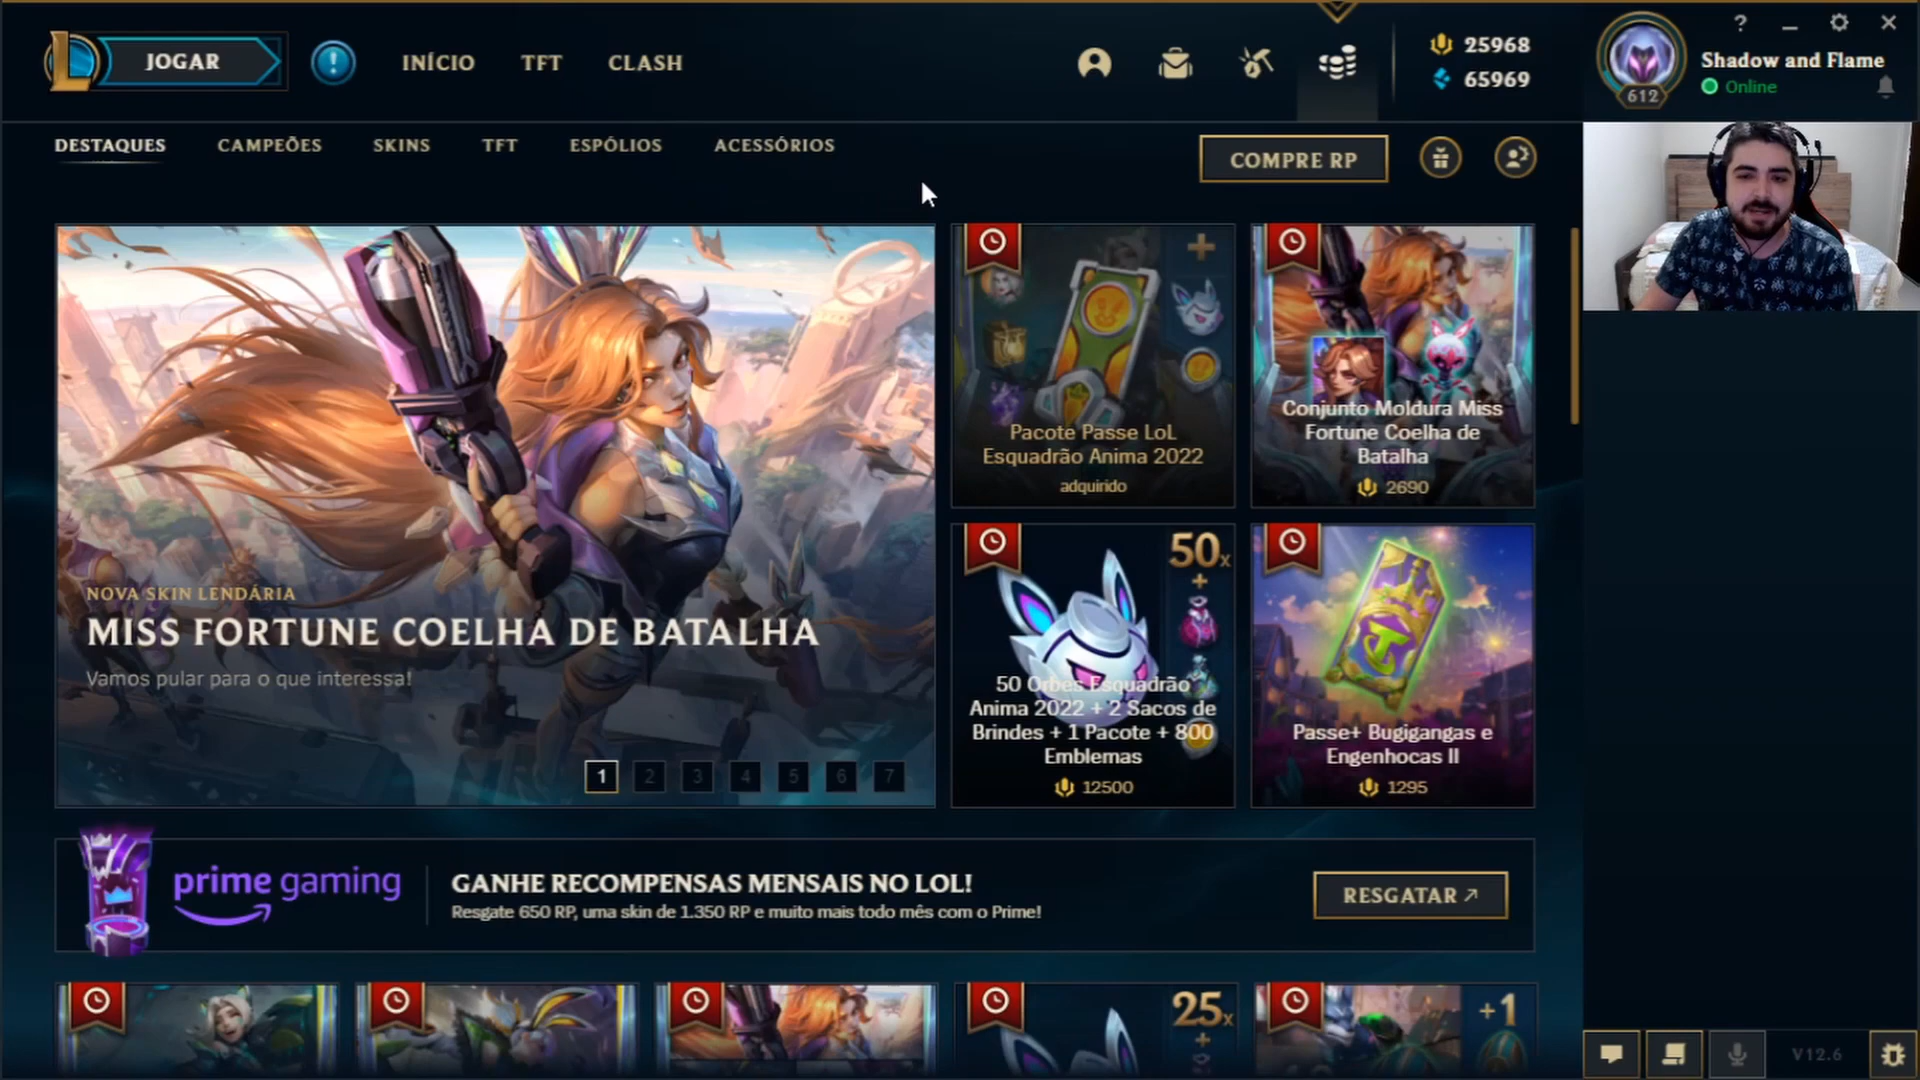 JOGAR
INÍCIO
TFT
CLASH
25968
65969
612
Shadow and Flame
Online
DESTAQUES
CAMPEÕES
SKINS
TFT
ESPÓLIOS
ACESSÓRIOS
COMPRE RP
NOVA SKIN LENDÁRIA
MISS FORTUNE COELHA DE BATALHA
Vamos pular para o que interessa!
1 2 3 4 5 6 7
Pacote Passe LoL
Esquadrão Anima 2022
adquirido
Conjunto Moldura Miss
Fortune Coelha de
Batalha
2690
50x
+
50 Orbes Esquadrão
Anima 2022 + 2 Sacos de
Brindes + 1 Pacote + 800
Emblemas
12500
Passe+ Bugigangas e
Engenhocas II
1295
prime gaming
GANHE RECOMPENSAS MENSAIS NO LOL!
Resgate 650 RP, uma skin de 1.350 RP e muito mais todo mês com o Prime!
RESGATAR
25x
+
+1
V12.6